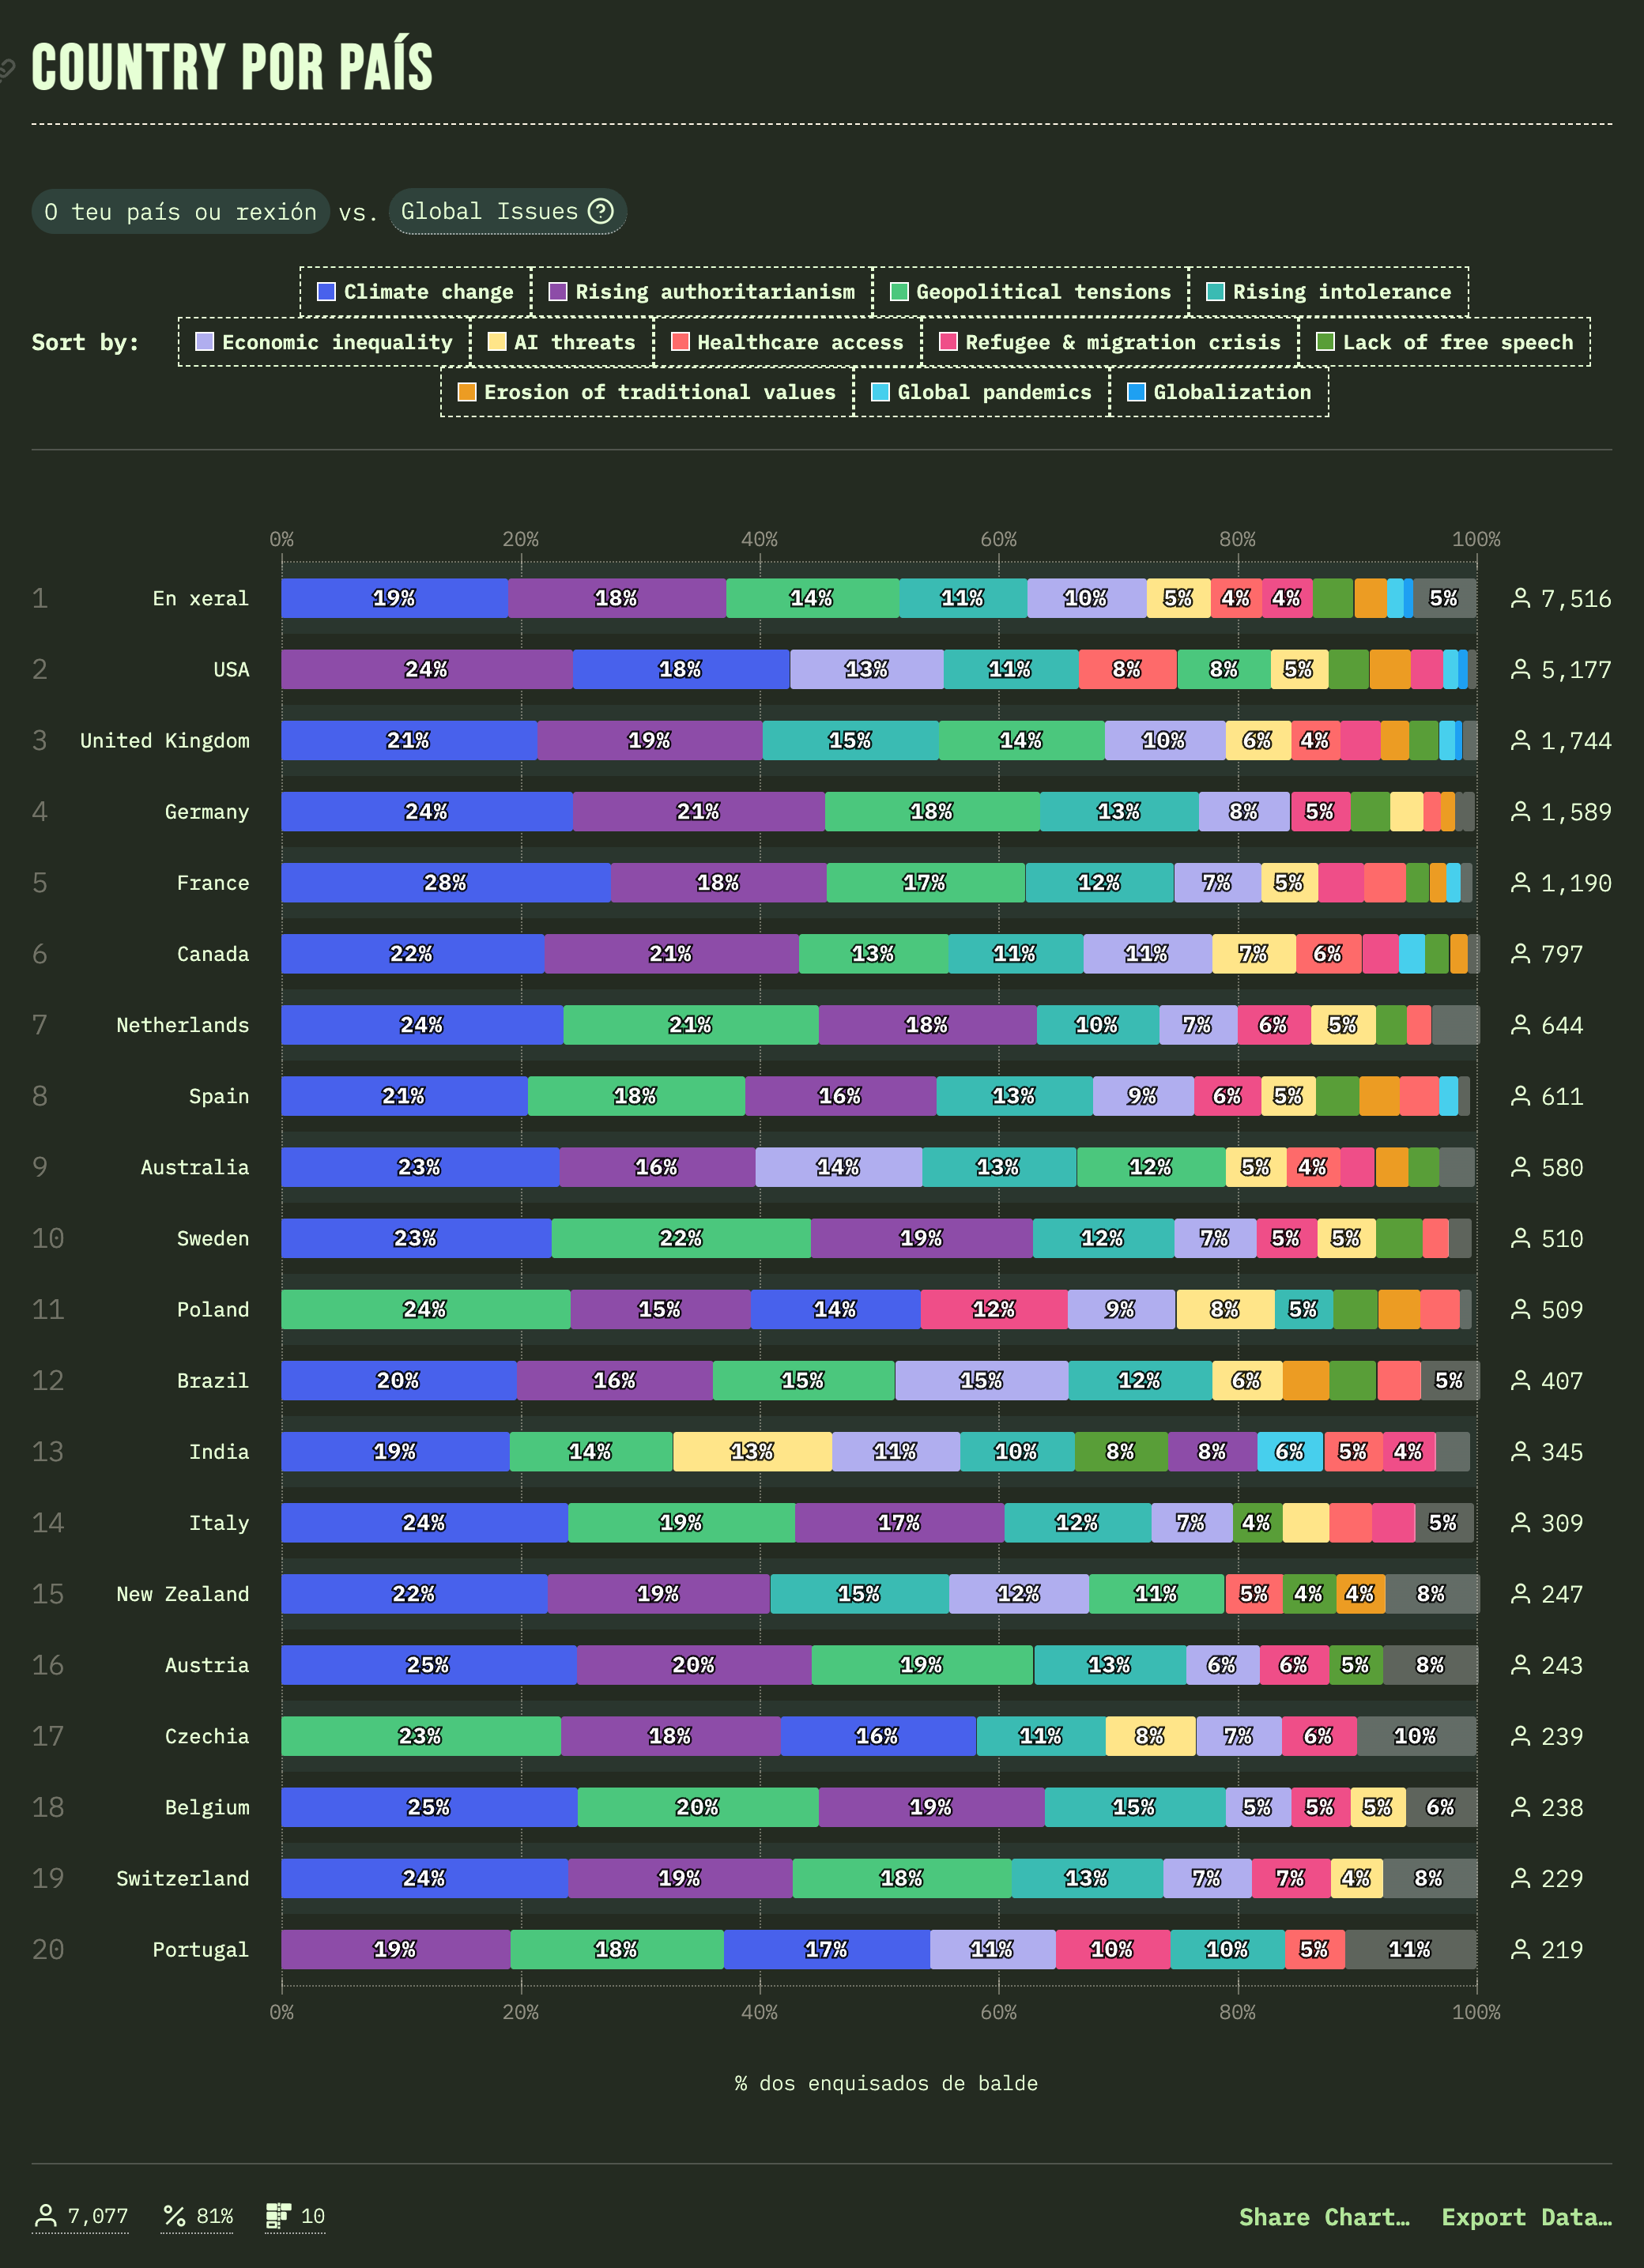 COUNTRY POR PAÍS
O teu país ou rexión vs. Global Issues ?
Climate change Rising authoritarianism Geopolitical tensions Rising intolerance
Sort by: Economic inequality AI threats Healthcare access Refugee & migration crisis Lack of free speech
Erosion of traditional values Global pandemics Globalization
0% 20% 40% 60% 80% 100%
1 En xeral 19% 18% 14% 11% 10% 5% 4% 4% 5% 7,516
2 USA 24% 18% 13% 11% 8% 8% 5% 5,177
3 United Kingdom 21% 19% 15% 14% 10% 6% 4% 1,744
4 Germany 24% 21% 18% 13% 8% 5% 1,589
5 France 28% 18% 17% 12% 7% 5% 1,190
6 Canada 22% 21% 13% 11% 11% 7% 6% 797
7 Netherlands 24% 21% 18% 10% 7% 6% 5% 644
8 Spain 21% 18% 16% 13% 9% 6% 5% 611
9 Australia 23% 16% 14% 13% 12% 5% 4% 580
10 Sweden 23% 22% 19% 12% 7% 5% 5% 510
11 Poland 24% 15% 14% 12% 9% 8% 5% 509
12 Brazil 20% 16% 15% 15% 12% 6% 5% 407
13 India 19% 14% 13% 11% 10% 8% 8% 6% 5% 4% 345
14 Italy 24% 19% 17% 12% 7% 4% 5% 309
15 New Zealand 22% 19% 15% 12% 11% 5% 4% 4% 8% 247
16 Austria 25% 20% 19% 13% 6% 6% 5% 8% 243
17 Czechia 23% 18% 16% 11% 8% 7% 6% 10% 239
18 Belgium 25% 20% 19% 15% 5% 5% 5% 6% 238
19 Switzerland 24% 19% 18% 13% 7% 7% 4% 8% 229
20 Portugal 19% 18% 17% 11% 10% 10% 5% 11% 219
0% 20% 40% 60% 80% 100%
% dos enquisados de balde
7,077 81% 10 Share Chart… Export Data…